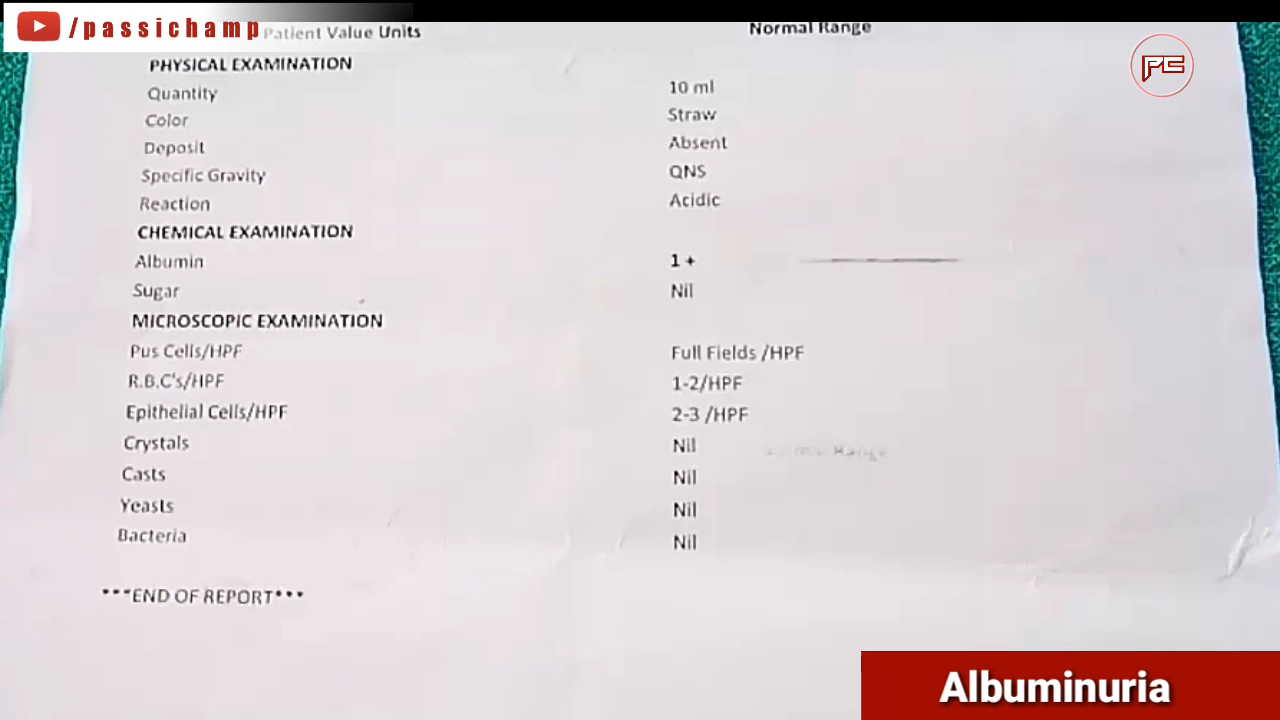 /passichamp
Patient Value Units Normal Range
PHYSICAL EXAMINATION
Quantity 10 ml
Color Straw
Deposit Absent
Specific Gravity QNS
Reaction Acidic
CHEMICAL EXAMINATION
Albumin 1 +
Sugar Nil
MICROSCOPIC EXAMINATION
Pus Cells/HPF Full Fields /HPF
R.B.C's/HPF 1-2/HPF
Epithelial Cells/HPF 2-3 /HPF
Crystals Nil
Range
Casts Nil
Yeasts Nil
Bacteria Nil
***END OF REPORT***
PC
Albuminuria